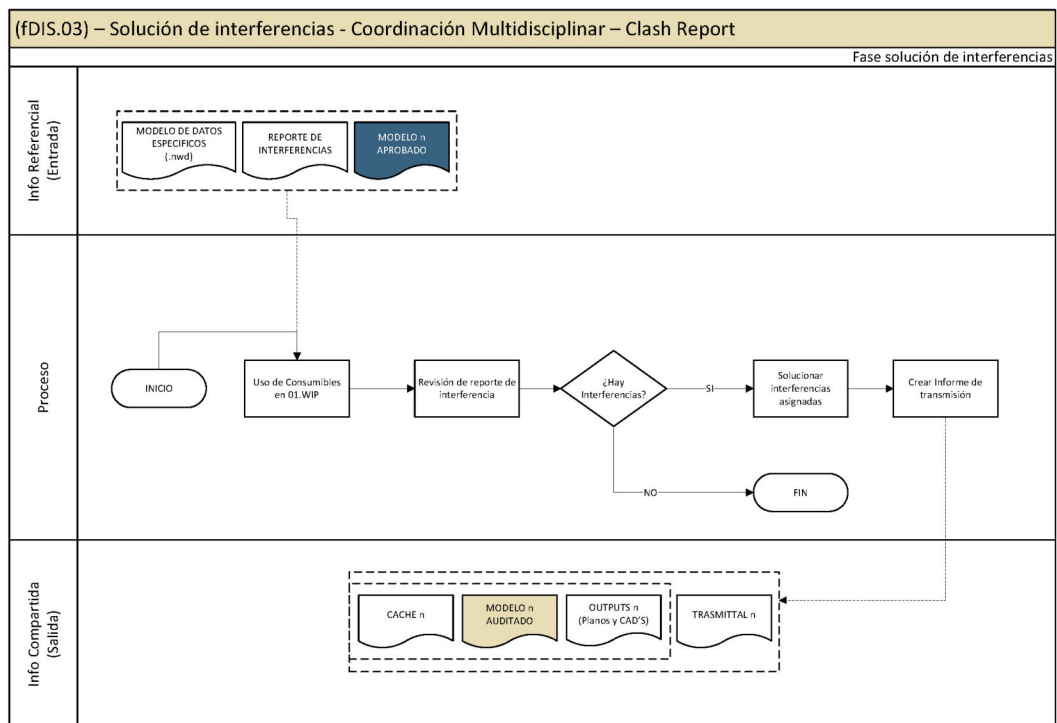 (fDIS.03) – Solución de interferencias - Coordinación Multidisciplinar – Clash Report
Fase solución de interferencias
Info Referencial
(Entrada)
MODELO DE DATOS
ESPECIFICOS
(.nwd)
REPORTE DE
INTERFERENCIAS
MODELO n
APROBADO
Proceso
INICIO
Uso de Consumibles
en 01.WIP
Revisión de reporte de
interferencia
¿Hay
Interferencias?
SI
Solucionar
interferencias
asignadas
Crear Informe de
transmisión
NO
FIN
Info Compartida
(Salida)
CACHE n
MODELO n
AUDITADO
OUTPUTS n
(Planos y CAD'S)
TRASMITTAL n